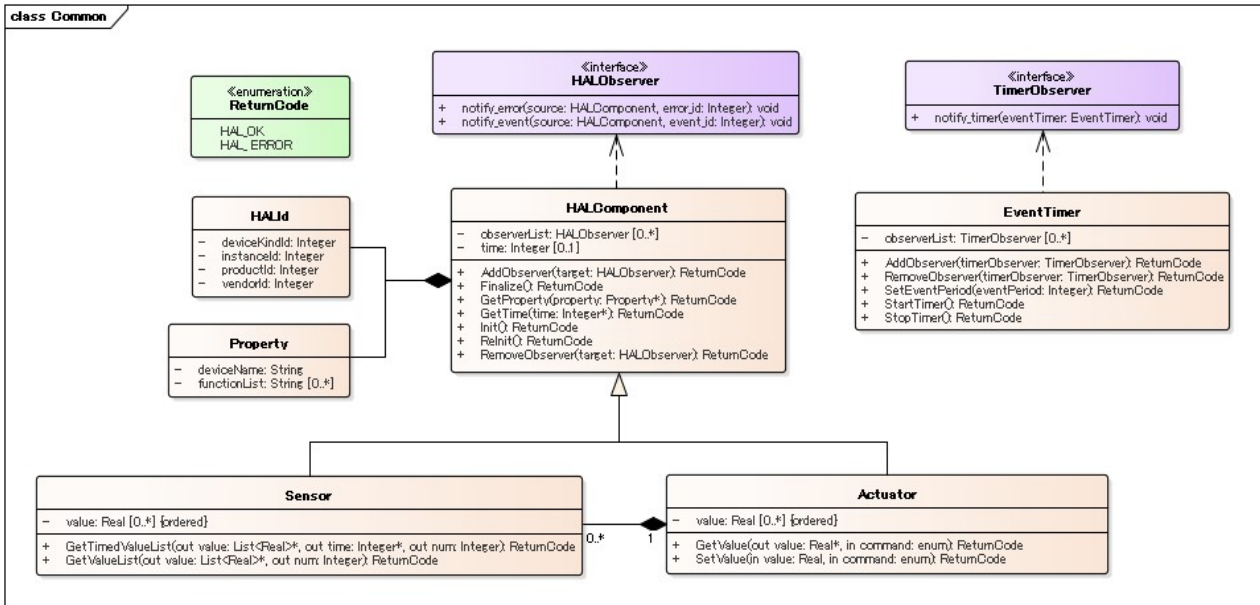 class Common
«enumeration»
ReturnCode
HAL_OK
HAL_ERROR
«interface»
HALObserver
+ notify_error(source: HALComponent, error_id: Integer): void
+ notify_event(source: HALComponent, event_id: Integer): void
«interface»
TimerObserver
+ notify_timer(eventTimer: EventTimer): void
HALId
- deviceKindId: Integer
- instanceId: Integer
- productId: Integer
- vendorId: Integer
Property
- deviceName: String
- functionList: String [0..*]
HALComponent
- observerList: HALObserver [0..*]
- time: Integer [0..1]
+ AddObserver(target: HALObserver): ReturnCode
+ Finalize(): ReturnCode
+ GetProperty(property: Property*): ReturnCode
+ GetTime(time: Integer*): ReturnCode
+ Init(): ReturnCode
+ ReInit(): ReturnCode
+ RemoveObserver(target: HALObserver): ReturnCode
EventTimer
- observerList: TimerObserver [0..*]
+ AddObserver(timerObserver: TimerObserver): ReturnCode
+ RemoveObserver(timerObserver: TimerObserver): ReturnCode
+ SetEventPeriod(eventPeriod: Integer): ReturnCode
+ StartTimer(): ReturnCode
+ StopTimer(): ReturnCode
Sensor
- value: Real [0..*] {ordered}
+ GetTimedValueList(out value: List<Real>*, out time: Integer*, out num: Integer): ReturnCode
+ GetValueList(out value: List<Real>*, out num: Integer): ReturnCode
0..*
1
Actuator
- value: Real [0..*] {ordered}
+ GetValue(out value: Real*, in command: enum): ReturnCode
+ SetValue(in value: Real, in command: enum): ReturnCode